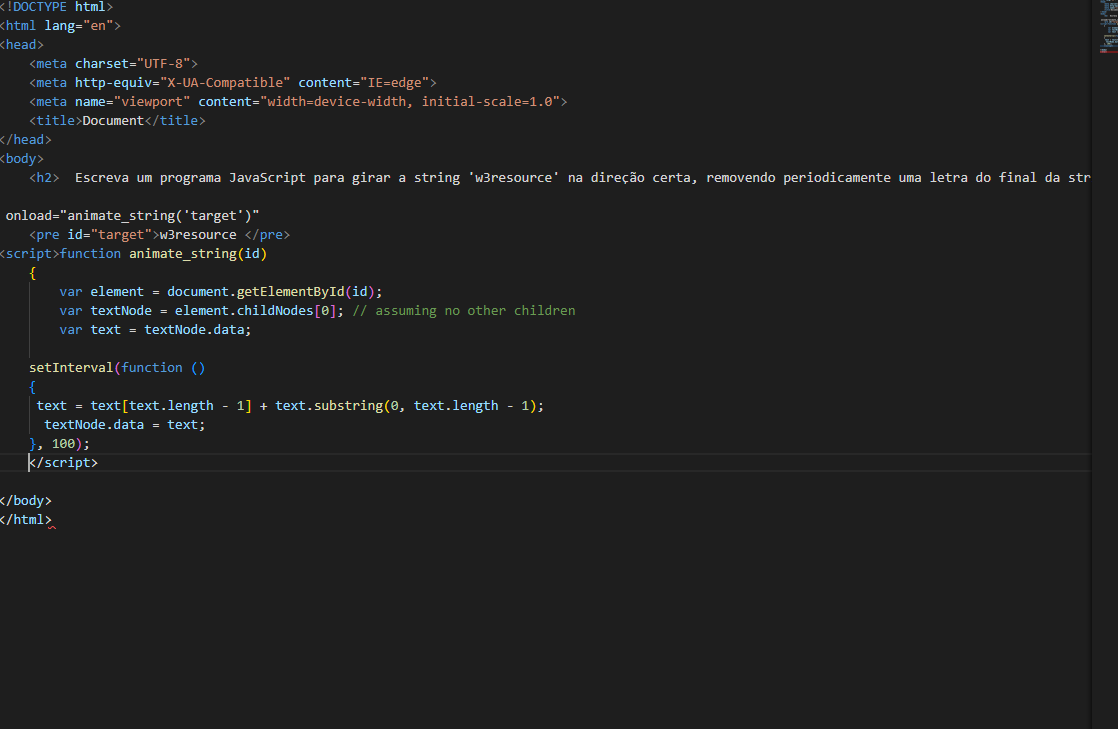 <!DOCTYPE html>
<html lang="en">
<head>
    <meta charset="UTF-8">
    <meta http-equiv="X-UA-Compatible" content="IE=edge">
    <meta name="viewport" content="width=device-width, initial-scale=1.0">
    <title>Document</title>
</head>
<body>
    <h2>  Escreva um programa JavaScript para girar a string 'w3resource' na direção certa, removendo periodicamente uma letra do final da str
 onload="animate_string('target')"
    <pre id="target">w3resource </pre>
<script>function animate_string(id)
    {
        var element = document.getElementById(id);
        var textNode = element.childNodes[0]; // assuming no other children
        var text = textNode.data;
    setInterval(function ()
    {
     text = text[text.length - 1] + text.substring(0, text.length - 1);
      textNode.data = text;
    }, 100);
    </script>
</body>
</html>